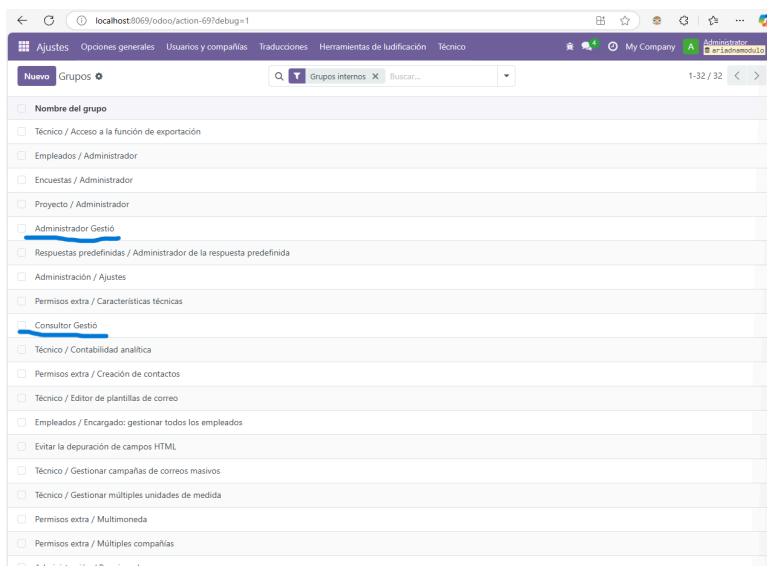 localhost:8069/odoo/action-69?debug=1
Ajustes Opciones generales Usuarios y compañías Traducciones Herramientas de ludificación Técnico 4 My Company A Administrator
ariadnamodulo
Nuevo Grupos Grupos internos X Buscar... 1-32 / 32
Nombre del grupo
Técnico / Acceso a la función de exportación
Empleados / Administrador
Encuestas / Administrador
Proyecto / Administrador
Administrador Gestió
Respuestas predefinidas / Administrador de la respuesta predefinida
Administración / Ajustes
Permisos extra / Características técnicas
Consultor Gestió
Técnico / Contabilidad analítica
Permisos extra / Creación de contactos
Técnico / Editor de plantillas de correo
Empleados / Encargado: gestionar todos los empleados
Evitar la depuración de campos HTML
Técnico / Gestionar campañas de correos masivos
Técnico / Gestionar múltiples unidades de medida
Permisos extra / Multimoneda
Permisos extra / Múltiples compañías